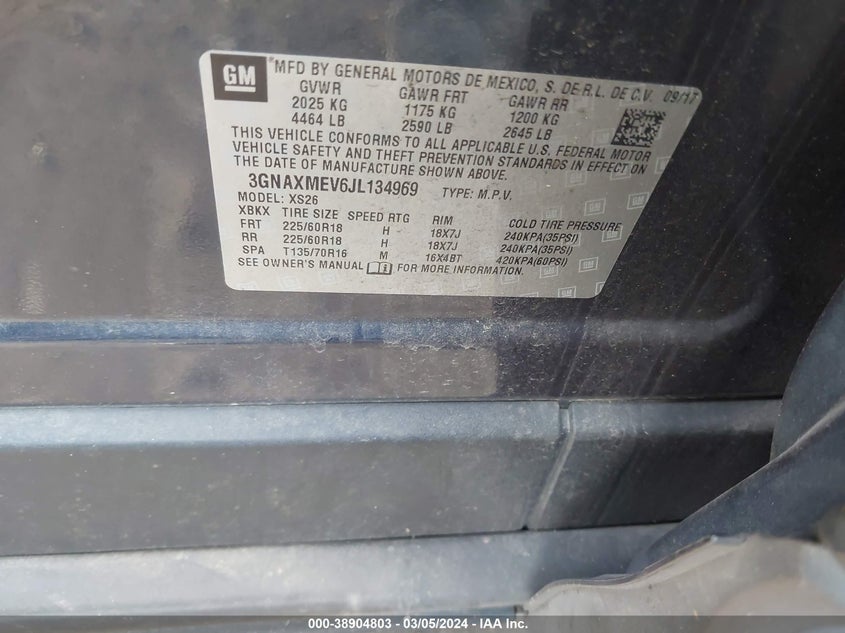 GM
*MFD BY GENERAL MOTORS DE MEXICO, S. DE R.L. DE C.V. 09/17
GVWR GAWR FRT GAWR RR
2025 KG 1175 KG 1200 KG
4464 LB 2590 LB 2645 LB
THIS VEHICLE CONFORMS TO ALL APPLICABLE U.S. FEDERAL MOTOR
VEHICLE SAFETY AND THEFT PREVENTION STANDARDS IN EFFECT ON
THE DATE OF MANUFACTURE SHOWN ABOVE.
3GNAXMEV6JL134969 TYPE: M.P.V.
MODEL: XS26
XBKX TIRE SIZE SPEED RTG RIM COLD TIRE PRESSURE
FRT 225/60R18 H 18X7J 240KPA(35PSI)
RR 225/60R18 H 18X7J 240KPA(35PSI)
SPA T135/70R16 M 16X4BT 420KPA(60PSI)
SEE OWNER'S MANUAL FOR MORE INFORMATION.
000-38904803 - 03/05/2024 - IAA Inc.